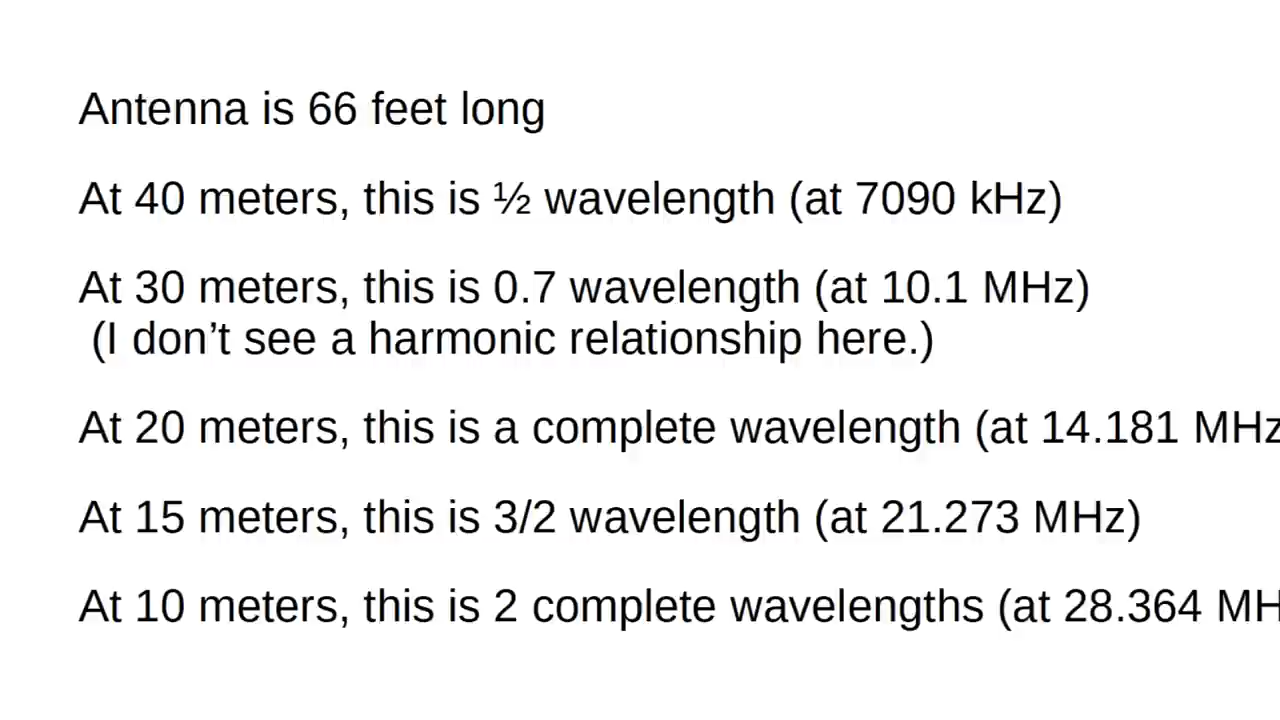 Antenna is 66 feet long
At 40 meters, this is ½ wavelength (at 7090 kHz)
At 30 meters, this is 0.7 wavelength (at 10.1 MHz)
(I don’t see a harmonic relationship here.)
At 20 meters, this is a complete wavelength (at 14.181 MHz
At 15 meters, this is 3/2 wavelength (at 21.273 MHz)
At 10 meters, this is 2 complete wavelengths (at 28.364 MH